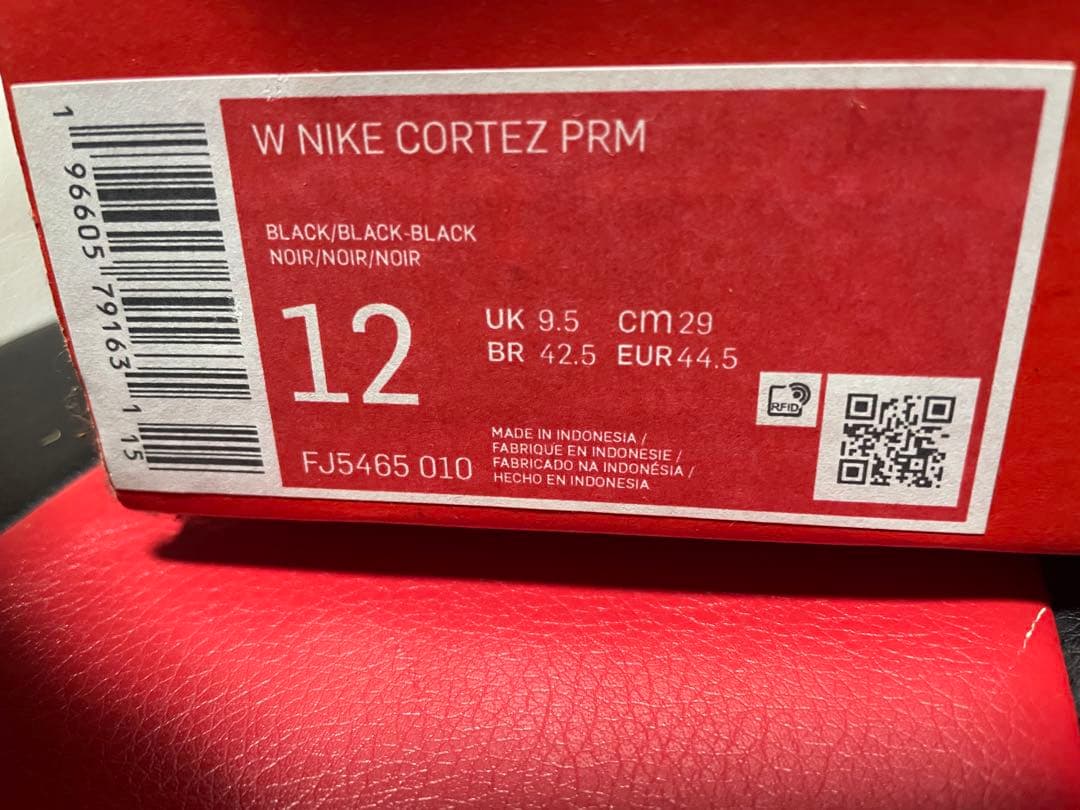 W NIKE CORTEZ PRM
BLACK/BLACK-BLACK
NOIR/NOIR/NOIR
12
UK 9.5 cm 29
BR 42.5 EUR 44.5
FJ5465 010
MADE IN INDONESIA /
FABRIQUE EN INDONESIE /
FABRICADO NA INDONÉSIA /
HECHO EN INDONESIA
RFID
1 96605 79163 1 15